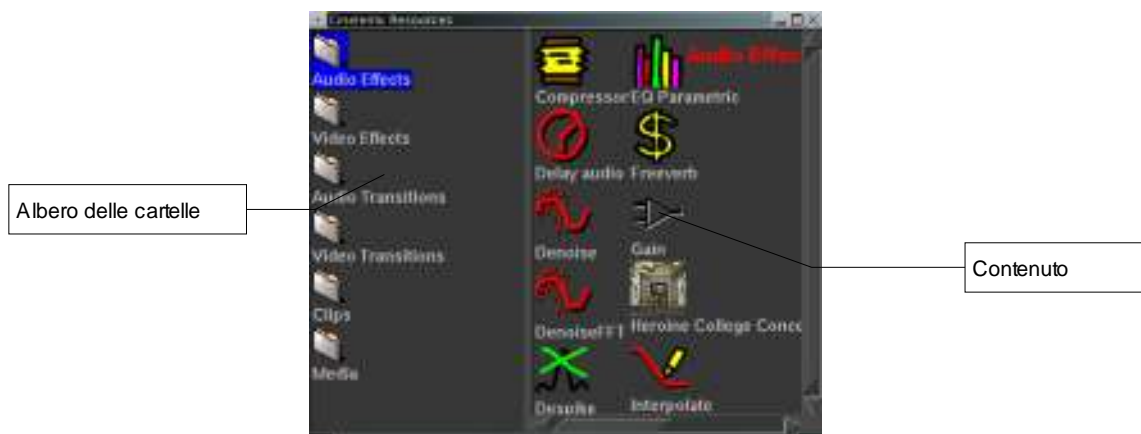 Cinelerra: Resources
Audio Effects
Video Effects
Audio Transitions
Video Transitions
Clips
Media
Audio Effec
Compressor EQ Parametric
Delay audio Freeverb
Denoise Gain
DenoiseFFT Heroine College Conce
Despike Interpolate
Albero delle cartelle
Contenuto